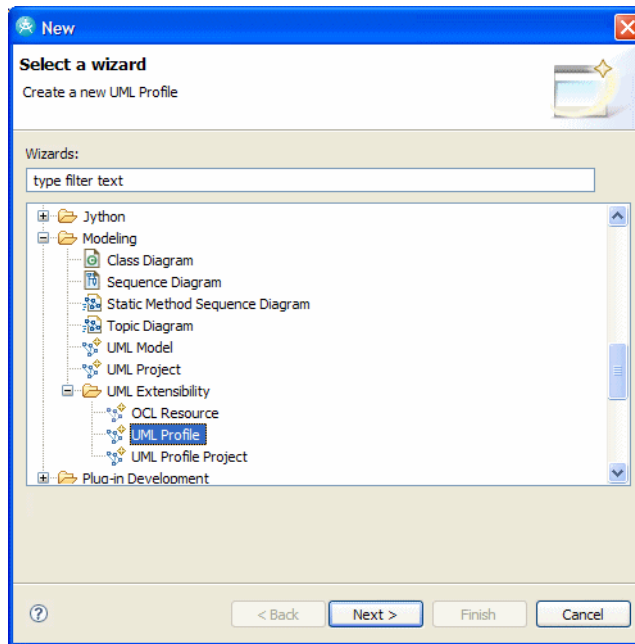 New
Select a wizard
Create a new UML Profile
Wizards:
type filter text
Jython
Modeling
Class Diagram
Sequence Diagram
Static Method Sequence Diagram
Topic Diagram
UML Model
UML Project
UML Extensibility
OCL Resource
UML Profile
UML Profile Project
Plug-in Development
< Back Next > Finish Cancel